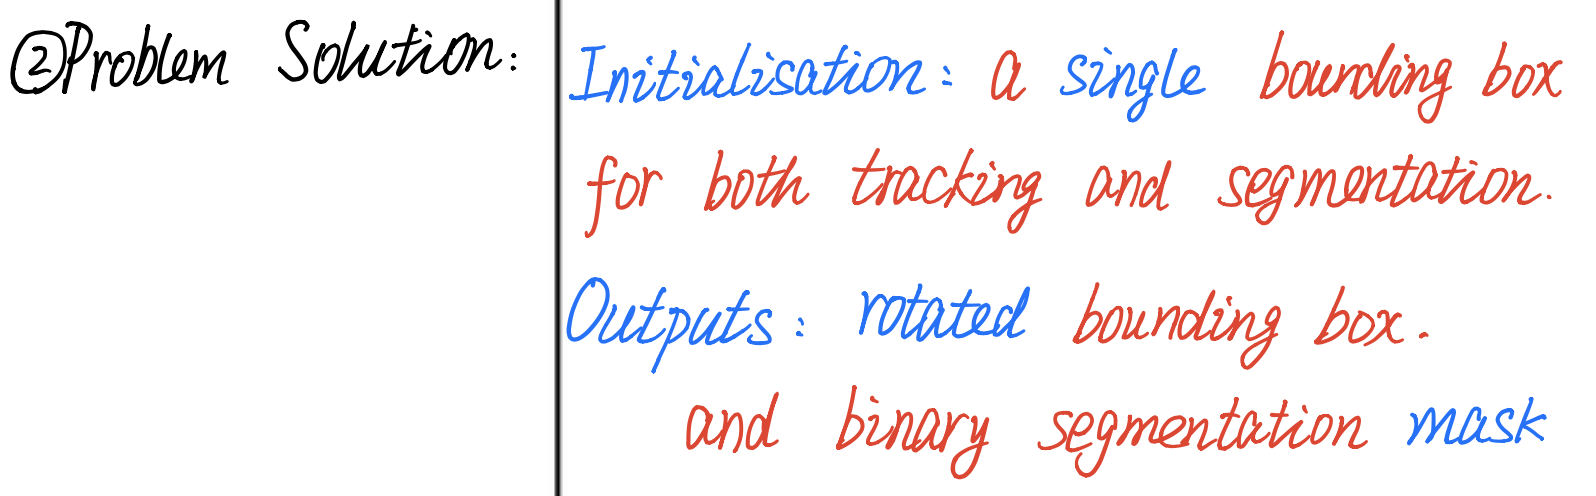 ②Problem Solution:
Initialisation: a single bounding box
for both tracking and segmentation.
Outputs: rotated bounding box.
and binary segmentation mask